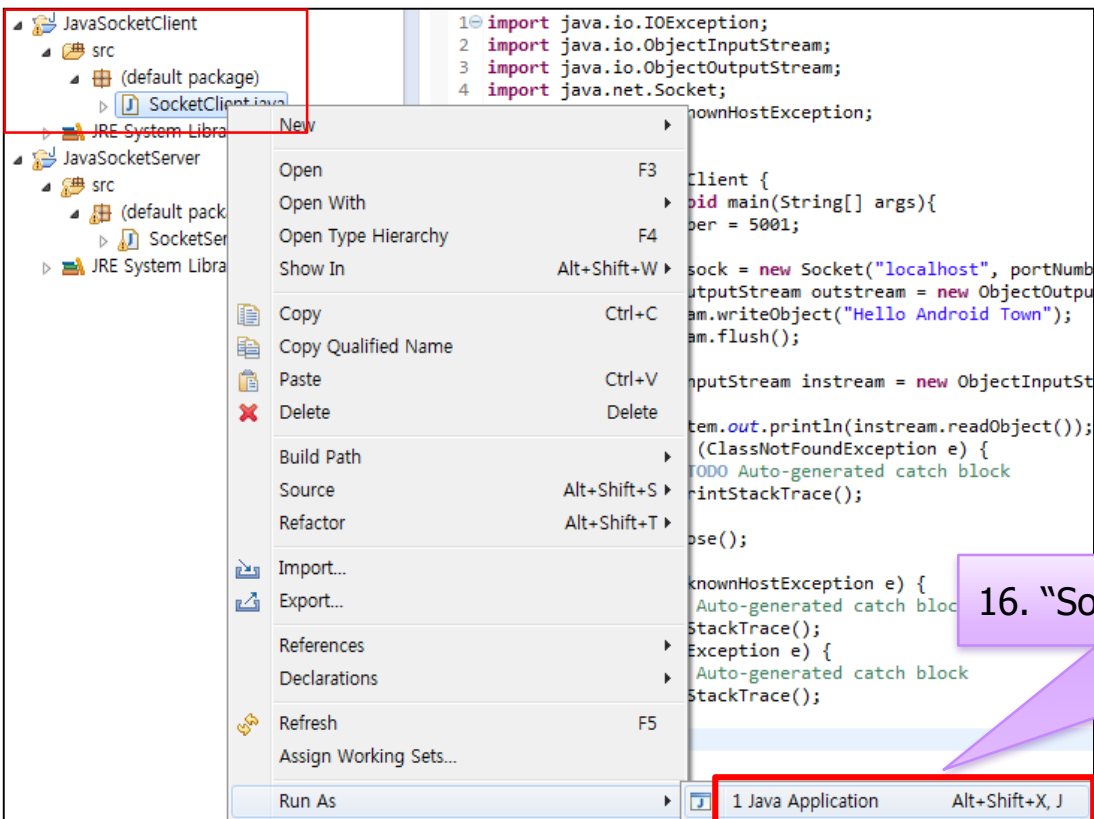 JavaSocketClient
src
(default package)
SocketClient.java
JRE System Libra
JavaSocketServer
src
(default pack
SocketSer
JRE System Libra
New
Open F3
Open With
Open Type Hierarchy F4
Show In Alt+Shift+W
Copy Ctrl+C
Copy Qualified Name
Paste Ctrl+V
Delete Delete
Build Path
Source Alt+Shift+S
Refactor Alt+Shift+T
Import...
Export...
References
Declarations
Refresh F5
Assign Working Sets...
Run As
1 Java Application Alt+Shift+X, J
1 import java.io.IOException;
2 import java.io.ObjectInputStream;
3 import java.io.ObjectOutputStream;
4 import java.net.Socket;
nownHostException;
Client {
oid main(String[] args){
ber = 5001;
sock = new Socket("localhost", portNumb
utputStream outstream = new ObjectOutpu
am.writeObject("Hello Android Town");
am.flush();
nputStream instream = new ObjectInputSt
tem.out.println(instream.readObject());
(ClassNotFoundException e) {
TODO Auto-generated catch block
rintStackTrace();
ose();
knownHostException e) {
Auto-generated catch bloc
StackTrace();
Exception e) {
Auto-generated catch block
StackTrace();
16. “So